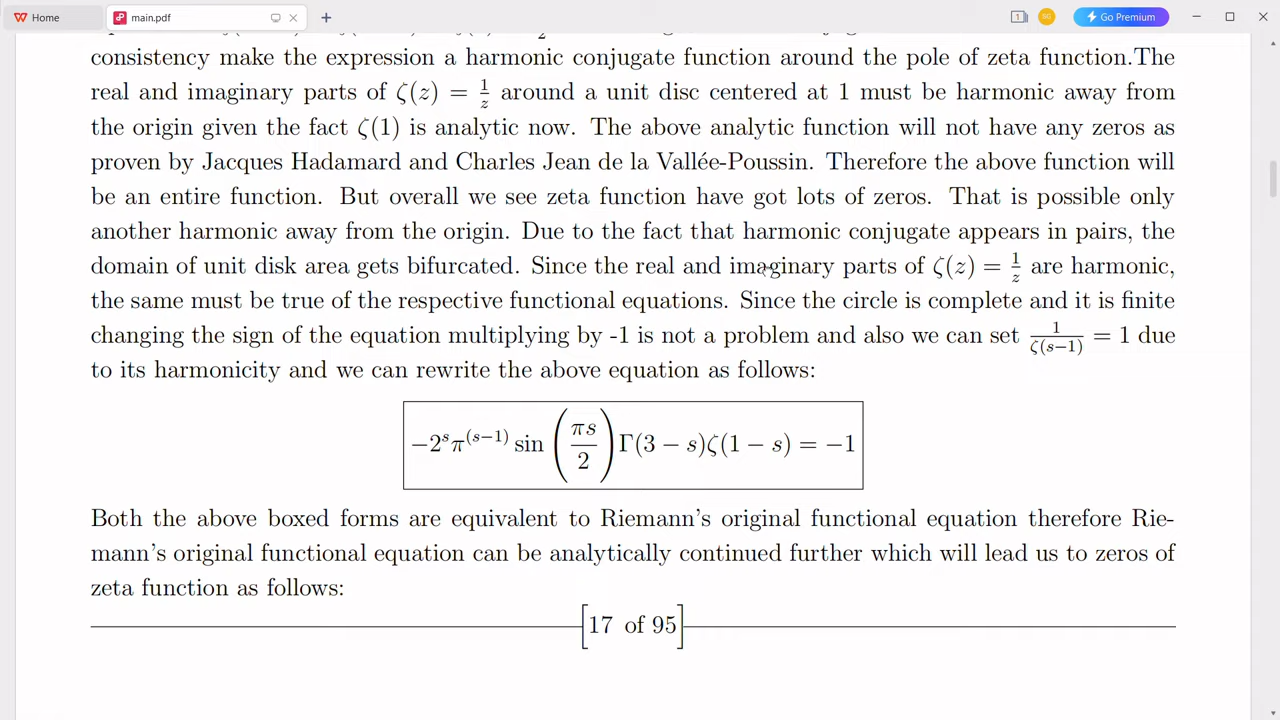 Home
main.pdf
1
Go Premium
consistency make the expression a harmonic conjugate function around the pole of zeta function.The
real and imaginary parts of ζ(z) = 1/z around a unit disc centered at 1 must be harmonic away from
the origin given the fact ζ(1) is analytic now. The above analytic function will not have any zeros as
proven by Jacques Hadamard and Charles Jean de la Vallée-Poussin. Therefore the above function will
be an entire function. But overall we see zeta function have got lots of zeros. That is possible only
another harmonic away from the origin. Due to the fact that harmonic conjugate appears in pairs, the
domain of unit disk area gets bifurcated. Since the real and imaginary parts of ζ(z) = 1/z are harmonic,
the same must be true of the respective functional equations. Since the circle is complete and it is finite
changing the sign of the equation multiplying by -1 is not a problem and also we can set 1/ζ(s−1) = 1 due
to its harmonicity and we can rewrite the above equation as follows:
−2^s π^(s−1) sin (πs/2) Γ(3 − s)ζ(1 − s) = −1
Both the above boxed forms are equivalent to Riemann's original functional equation therefore Rie-
mann's original functional equation can be analytically continued further which will lead us to zeros of
zeta function as follows:
[17 of 95]